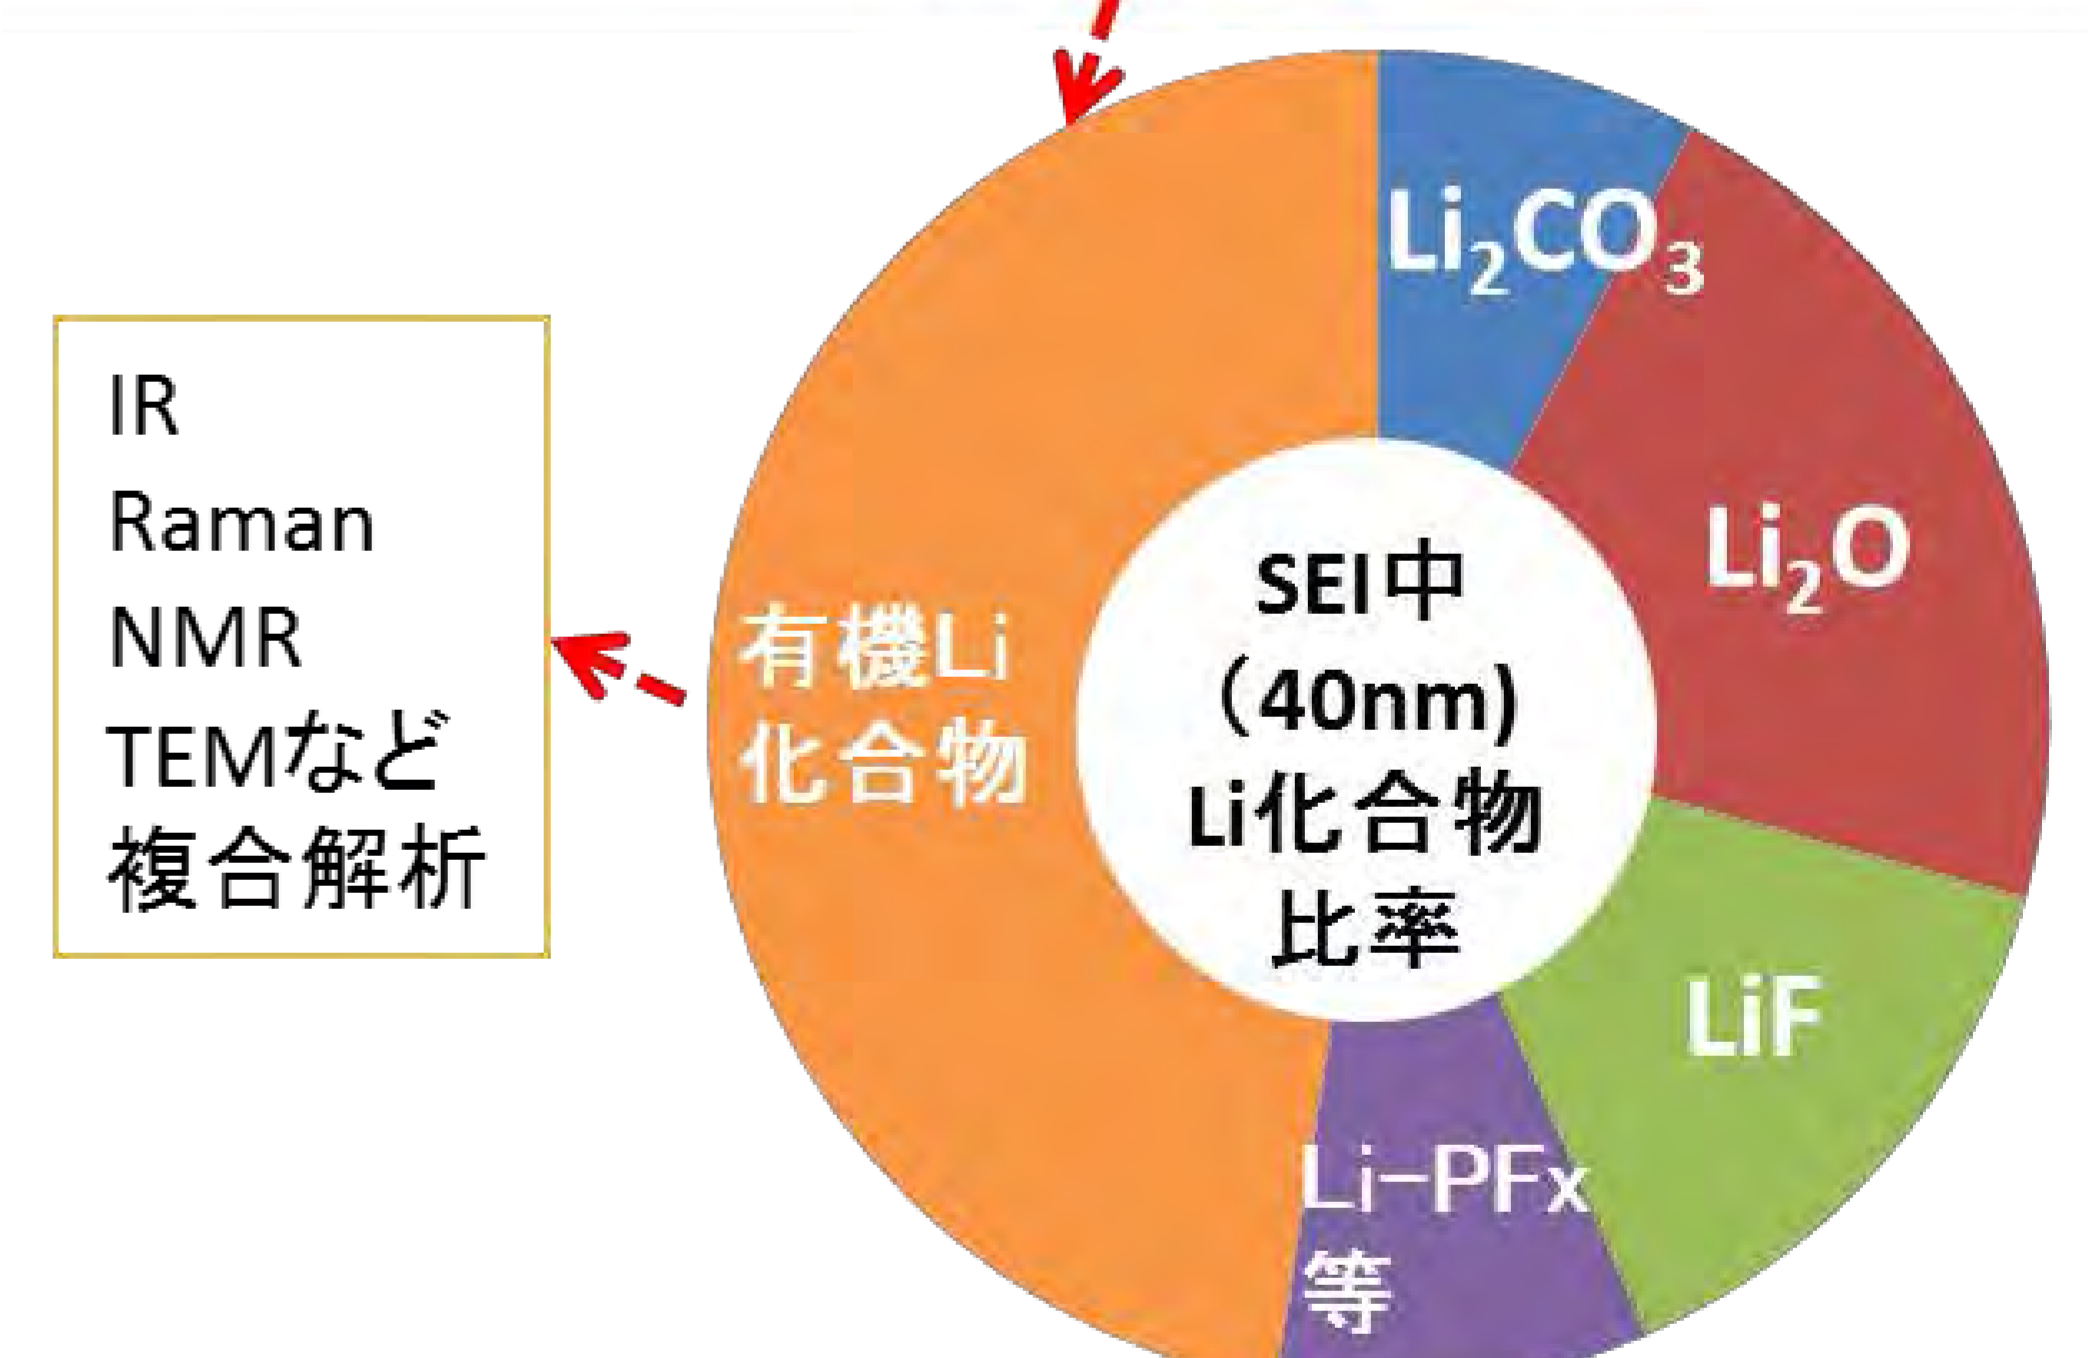 IR
Raman
NMR
TEMなど
複合解析
有機Li
化合物
SEI中
（40nm)
Li化合物
比率
Li₂CO₃
Li₂O
LiF
Li−PFx
等